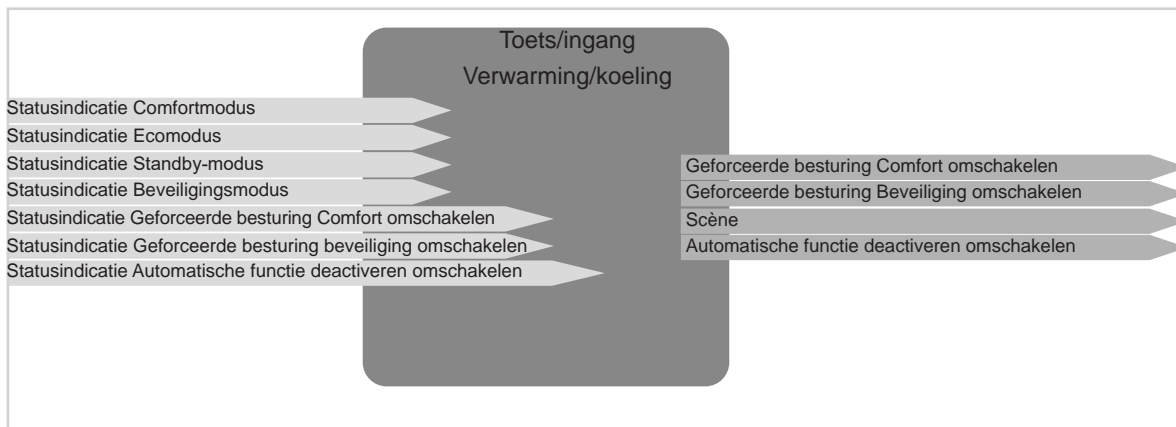 Toets/ingang
Verwarming/koeling
Statusindicatie Comfortmodus
Statusindicatie Ecomodus
Statusindicatie Standby-modus
Statusindicatie Beveiligingsmodus
Statusindicatie Geforceerde besturing Comfort omschakelen
Statusindicatie Geforceerde besturing beveiliging omschakelen
Statusindicatie Automatische functie deactiveren omschakelen
Geforceerde besturing Comfort omschakelen
Geforceerde besturing Beveiliging omschakelen
Scène
Automatische functie deactiveren omschakelen